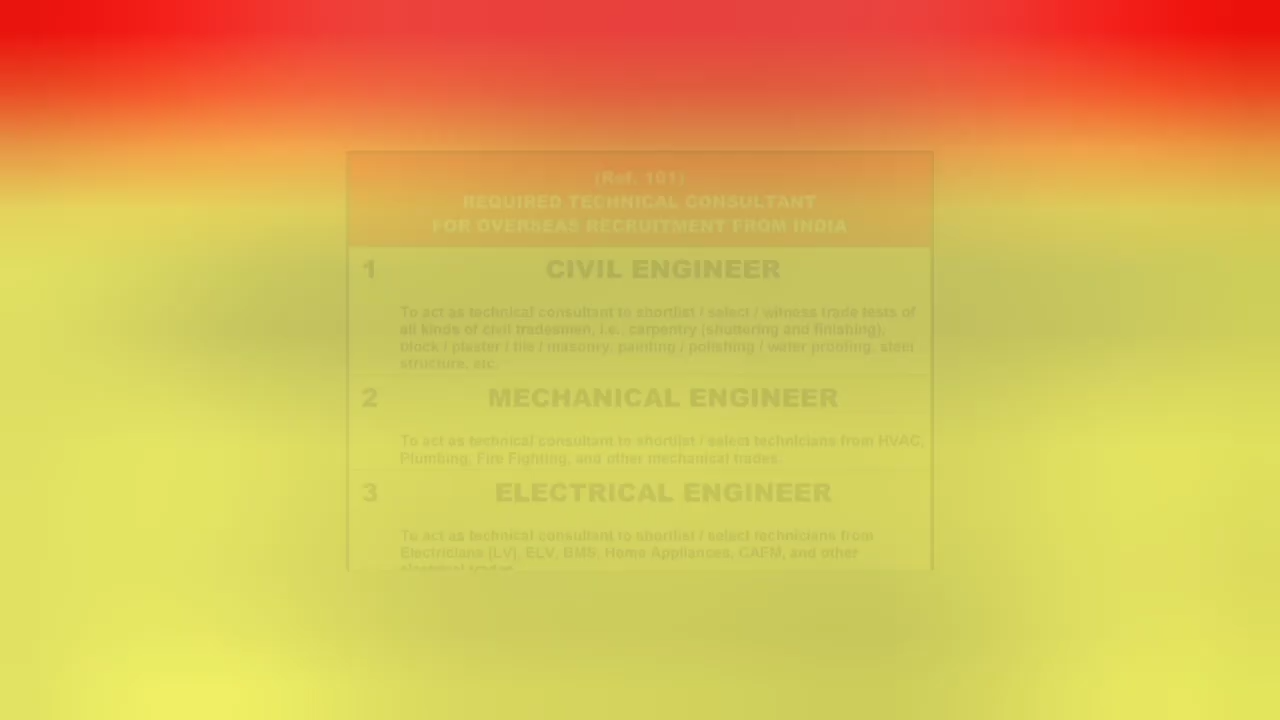 (Ref. 101)
REQUIRED TECHNICAL CONSULTANT
FOR OVERSEAS RECRUITMENT FROM INDIA
1 CIVIL ENGINEER
To act as technical consultant to shortlist / select / witness trade tests of
all kinds of civil tradesmen, i.e., carpentry (shuttering and finishing),
block / plaster / tile / masonry, painting / polishing / water proofing, steel
structure, etc.
2 MECHANICAL ENGINEER
To act as technical consultant to shortlist / select technicians from HVAC,
Plumbing, Fire Fighting, and other mechanical trades.
3 ELECTRICAL ENGINEER
To act as technical consultant to shortlist / select technicians from
Electricians (LV), ELV, BMS, Home Appliances, CAFM, and other
electrical trades